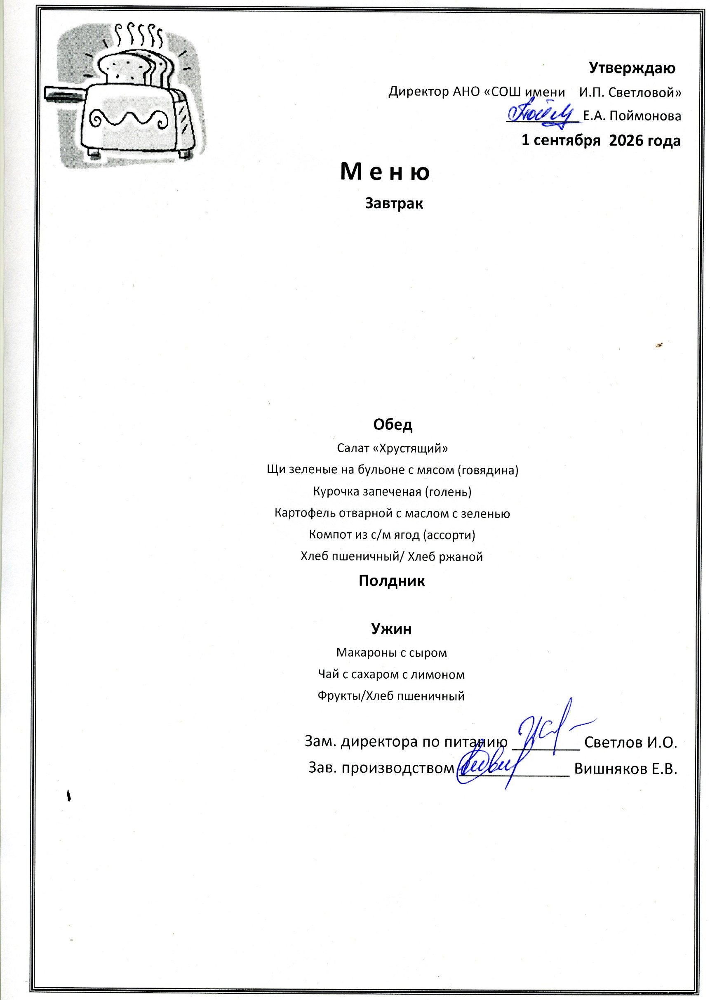 Утверждаю
Директор АНО «СОШ имени И.П. Светловой»
Е.А. Поймонова
1 сентября 2026 года
Меню
Завтрак
Обед
Салат «Хрустящий»
Щи зеленые на бульоне с мясом (говядина)
Курочка запеченая (голень)
Картофель отварной с маслом с зеленью
Компот из с/м ягод (ассорти)
Хлеб пшеничный/ Хлеб ржаной
Полдник
Ужин
Макароны с сыром
Чай с сахаром с лимоном
Фрукты/Хлеб пшеничный
Зам. директора по питанию Светлов И.О.
Зав. производством Вишняков Е.В.